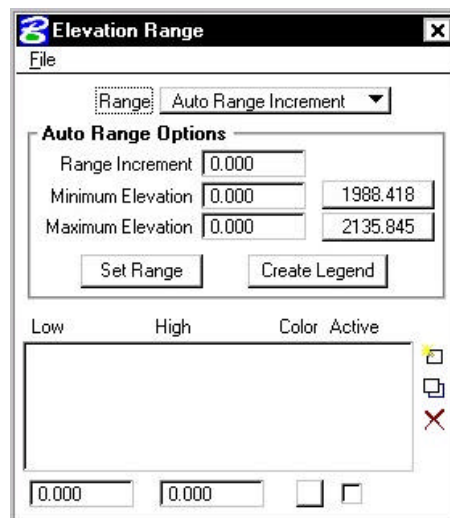 Elevation Range
File
Range Auto Range Increment
Auto Range Options
Range Increment 0.000
Minimum Elevation 0.000 1988.418
Maximum Elevation 0.000 2135.845
Set Range Create Legend
Low High Color Active
0.000 0.000